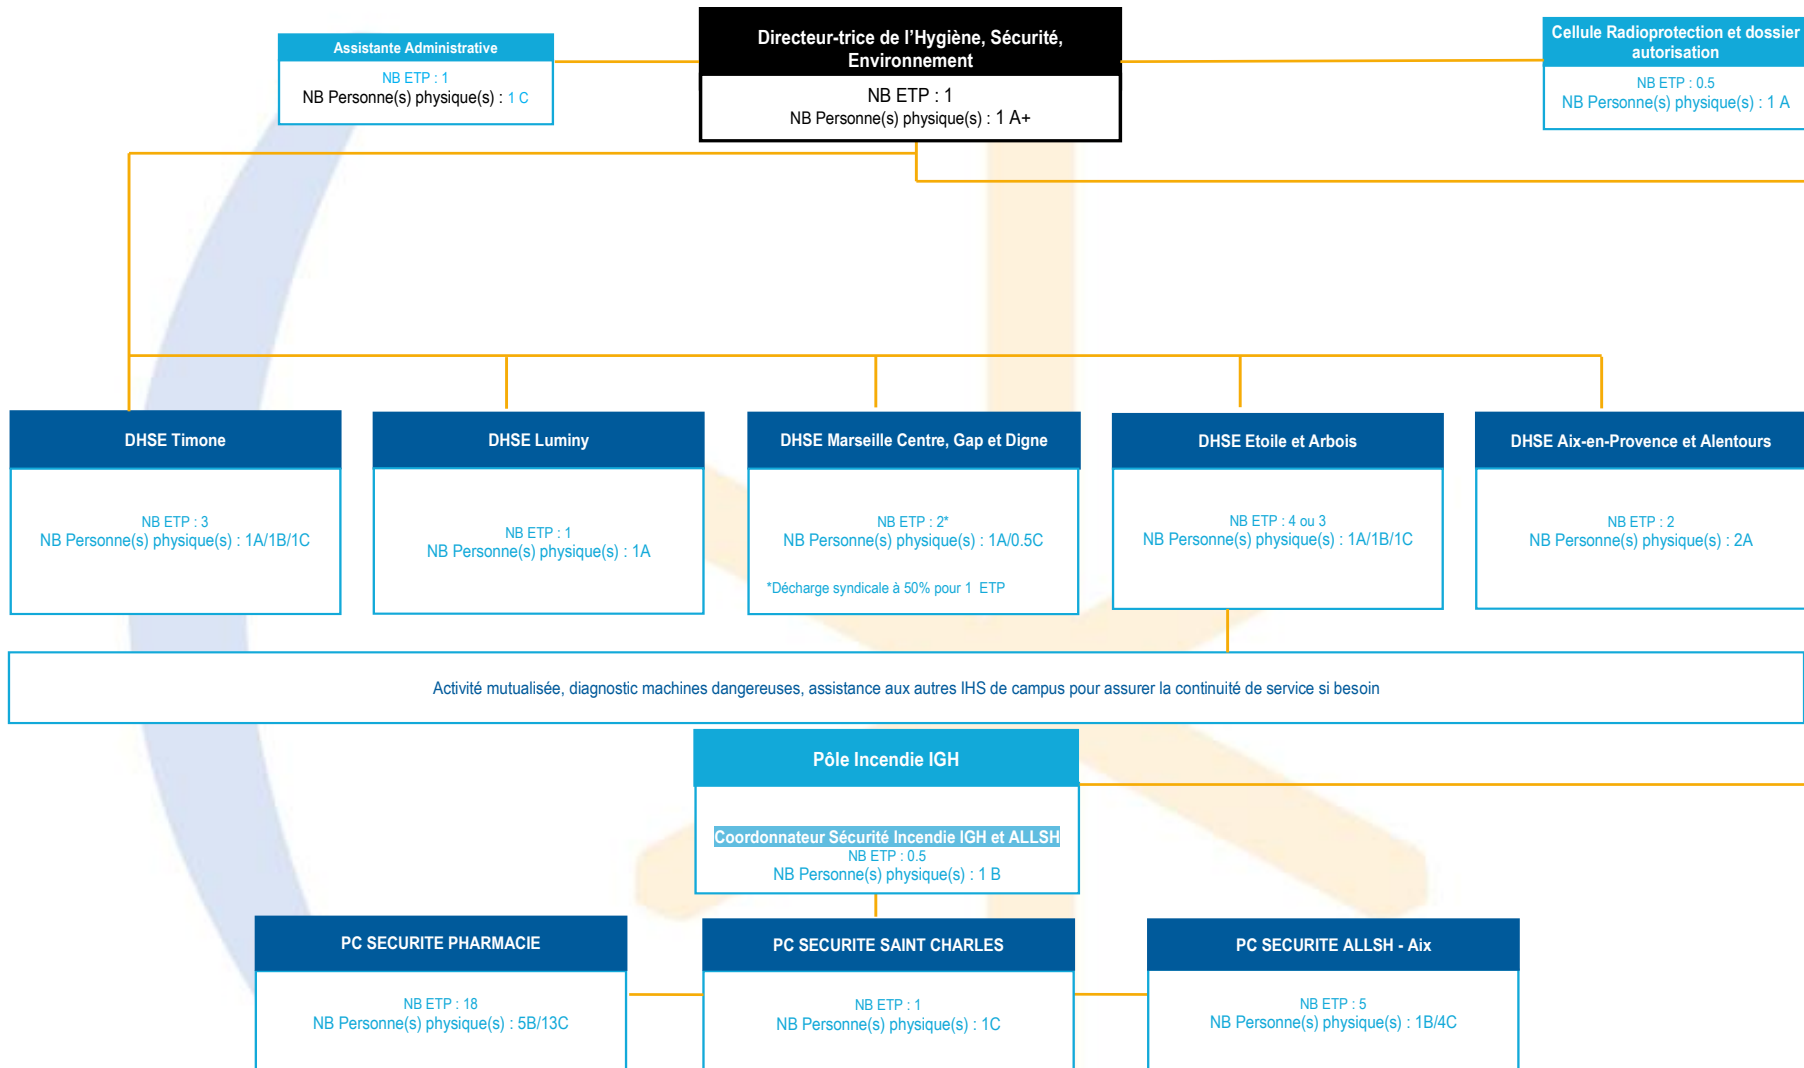 Assistante Administrative
NB ETP : 1
NB Personne(s) physique(s) : 1 C
Directeur-trice de l'Hygiène, Sécurité,
Environnement
NB ETP : 1
NB Personne(s) physique(s) : 1 A+
Cellule Radioprotection et dossier
autorisation
NB ETP : 0.5
NB Personne(s) physique(s) : 1 A
DHSE Timone
NB ETP : 3
NB Personne(s) physique(s) : 1A/1B/1C
DHSE Luminy
NB ETP : 1
NB Personne(s) physique(s) : 1A
DHSE Marseille Centre, Gap et Digne
NB ETP : 2*
NB Personne(s) physique(s) : 1A/0.5C
*Décharge syndicale à 50% pour 1 ETP
DHSE Etoile et Arbois
NB ETP : 4 ou 3
NB Personne(s) physique(s) : 1A/1B/1C
DHSE Aix-en-Provence et Alentours
NB ETP : 2
NB Personne(s) physique(s) : 2A
Activité mutualisée, diagnostic machines dangereuses, assistance aux autres IHS de campus pour assurer la continuité de service si besoin
Pôle Incendie IGH
Coordonnateur Sécurité Incendie IGH et ALLSH
NB ETP : 0.5
NB Personne(s) physique(s) : 1 B
PC SECURITE PHARMACIE
NB ETP : 18
NB Personne(s) physique(s) : 5B/13C
PC SECURITE SAINT CHARLES
NB ETP : 1
NB Personne(s) physique(s) : 1C
PC SECURITE ALLSH - Aix
NB ETP : 5
NB Personne(s) physique(s) : 1B/4C